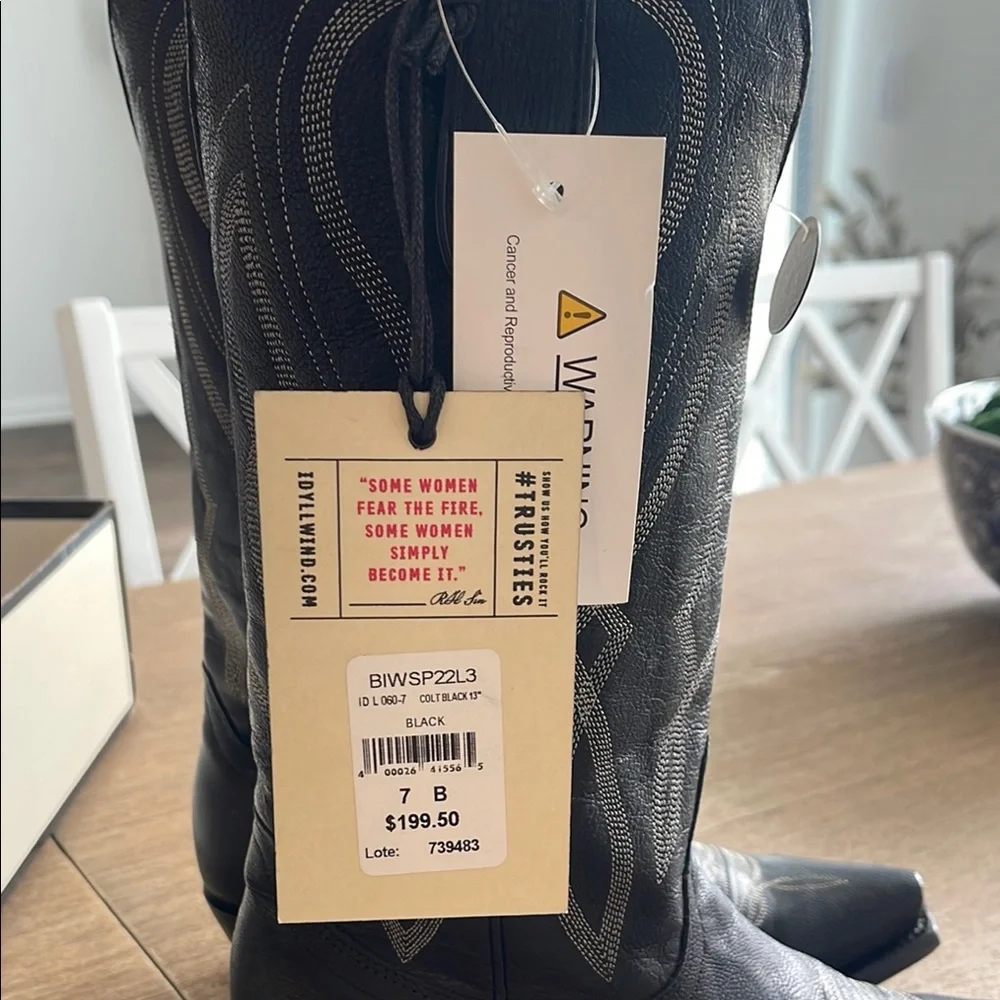 Cancer and Reproductiv
WARNING
IDYLLWIND.COM
"SOME WOMEN
FEAR THE FIRE,
SOME WOMEN
SIMPLY
BECOME IT."
SHOW US HOW YOU'LL ROCK IT
#TRUSTIES
BIWSP22L3
ID L 060-7 COLT BLACK 13"
BLACK
4 00026 41556 5
7 B
$199.50
Lote: 739483